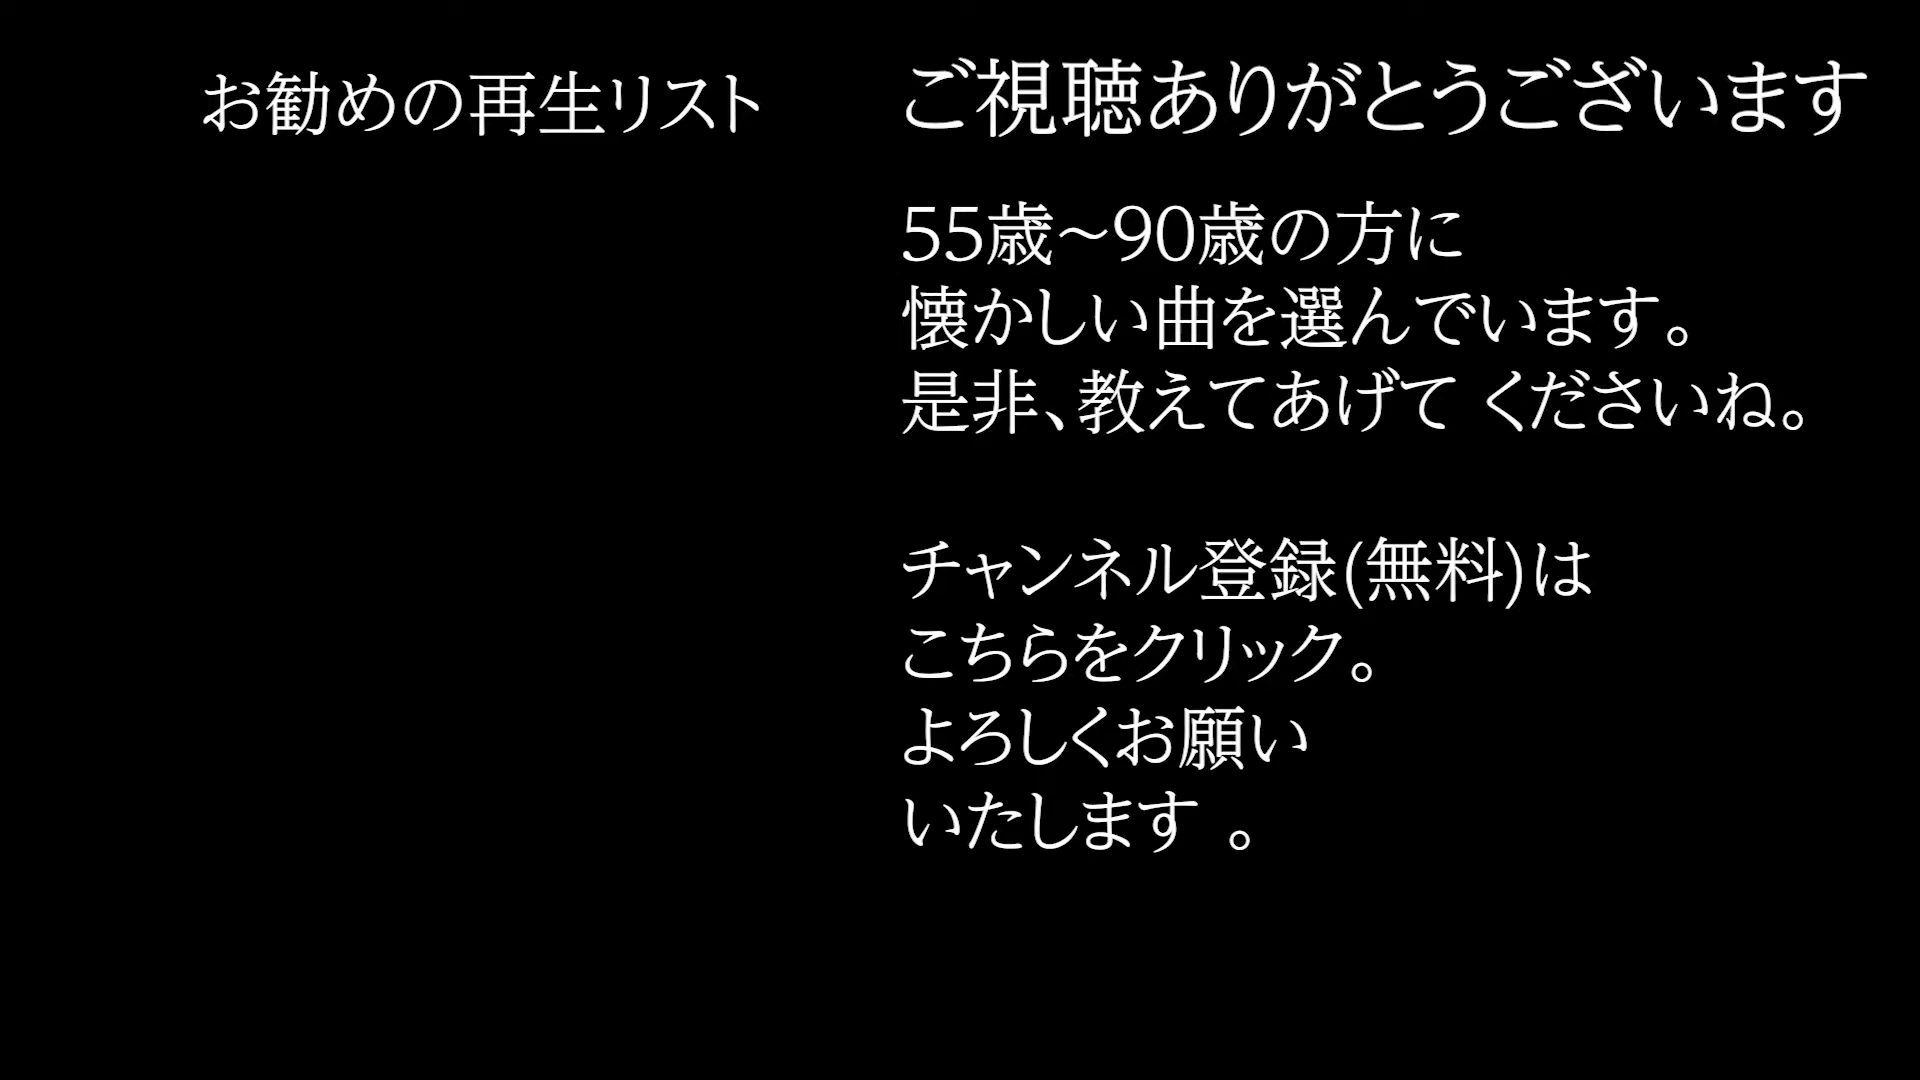 お勧めの再生リスト
ご視聴ありがとうございます
55歳～90歳の方に
懐かしい曲を選んでいます。
是非、教えてあげて くださいね。
チャンネル登録(無料)は
こちらをクリック。
よろしくお願い
いたします 。